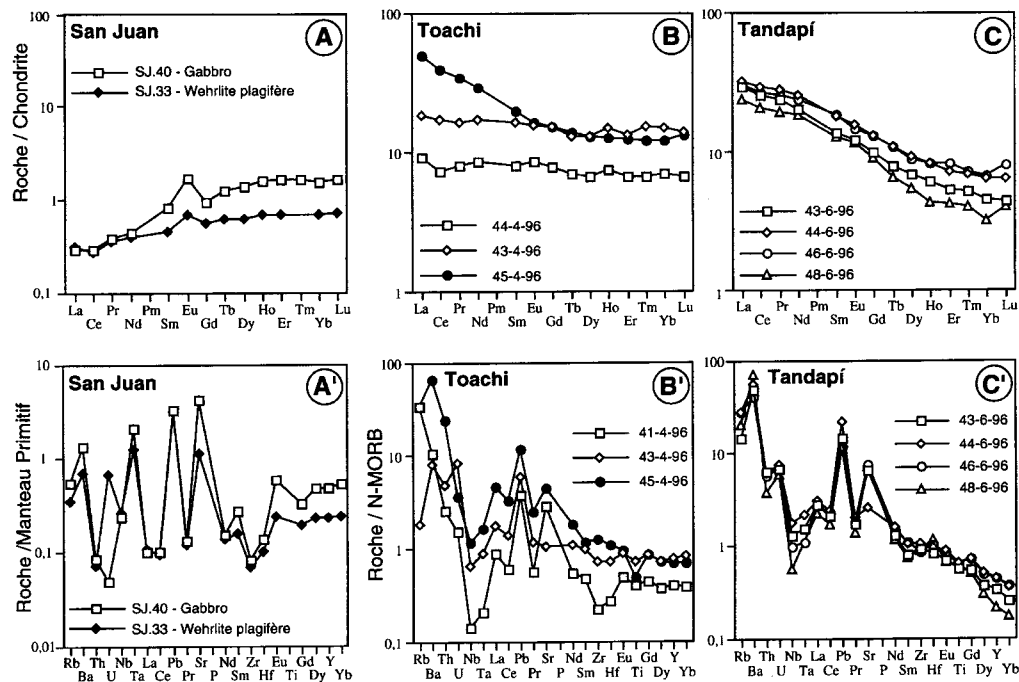 San Juan
A
SJ.40 - Gabbro
SJ.33 - Wehrlite plagifère
Roche / Chondrite
100
10
1
0.1
La Ce Pr Nd Pm Sm Eu Gd Tb Dy Ho Er Tm Yb Lu
Toachi
B
100
10
1
44-4-96
43-4-96
45-4-96
La Ce Pr Nd Pm Sm Eu Gd Tb Dy Ho Er Tm Yb Lu
Tandapí
C
100
10
1
43-6-96
44-6-96
46-6-96
48-6-96
La Ce Pr Nd Pm Sm Eu Gd Tb Dy Ho Er Tm Yb Lu
San Juan
A'
Roche /Manteau Primitif
10
1
0.1
0.01
SJ.40 - Gabbro
SJ.33 - Wehrlite plagifère
Rb Ba Th U Nb Ta La Ce Pb Pr Sr P Nd Sm Zr Hf Eu Ti Gd Dy Y Yb
Toachi
B'
Roche / N-MORB
100
10
1
0.1
41-4-96
43-4-96
45-4-96
Rb Ba Th U Nb Ta La Ce Pb Pr Sr P Nd Sm Zr Hf Eu Ti Gd Dy Y Yb
Tandapí
C'
100
10
1
0.1
43-6-96
44-6-96
46-6-96
48-6-96
Rb Ba Th U Nb Ta La Ce Pb Pr Sr P Nd Sm Zr Hf Eu Ti Gd Dy Y Yb